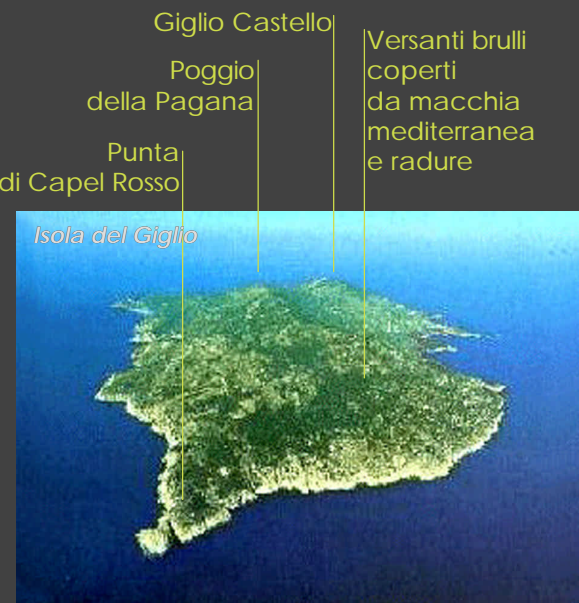 Giglio Castello
Poggio
della Pagana
Punta
di Capel Rosso
Versanti brulli
coperti
da macchia
mediterranea
e radure
Isola del Giglio